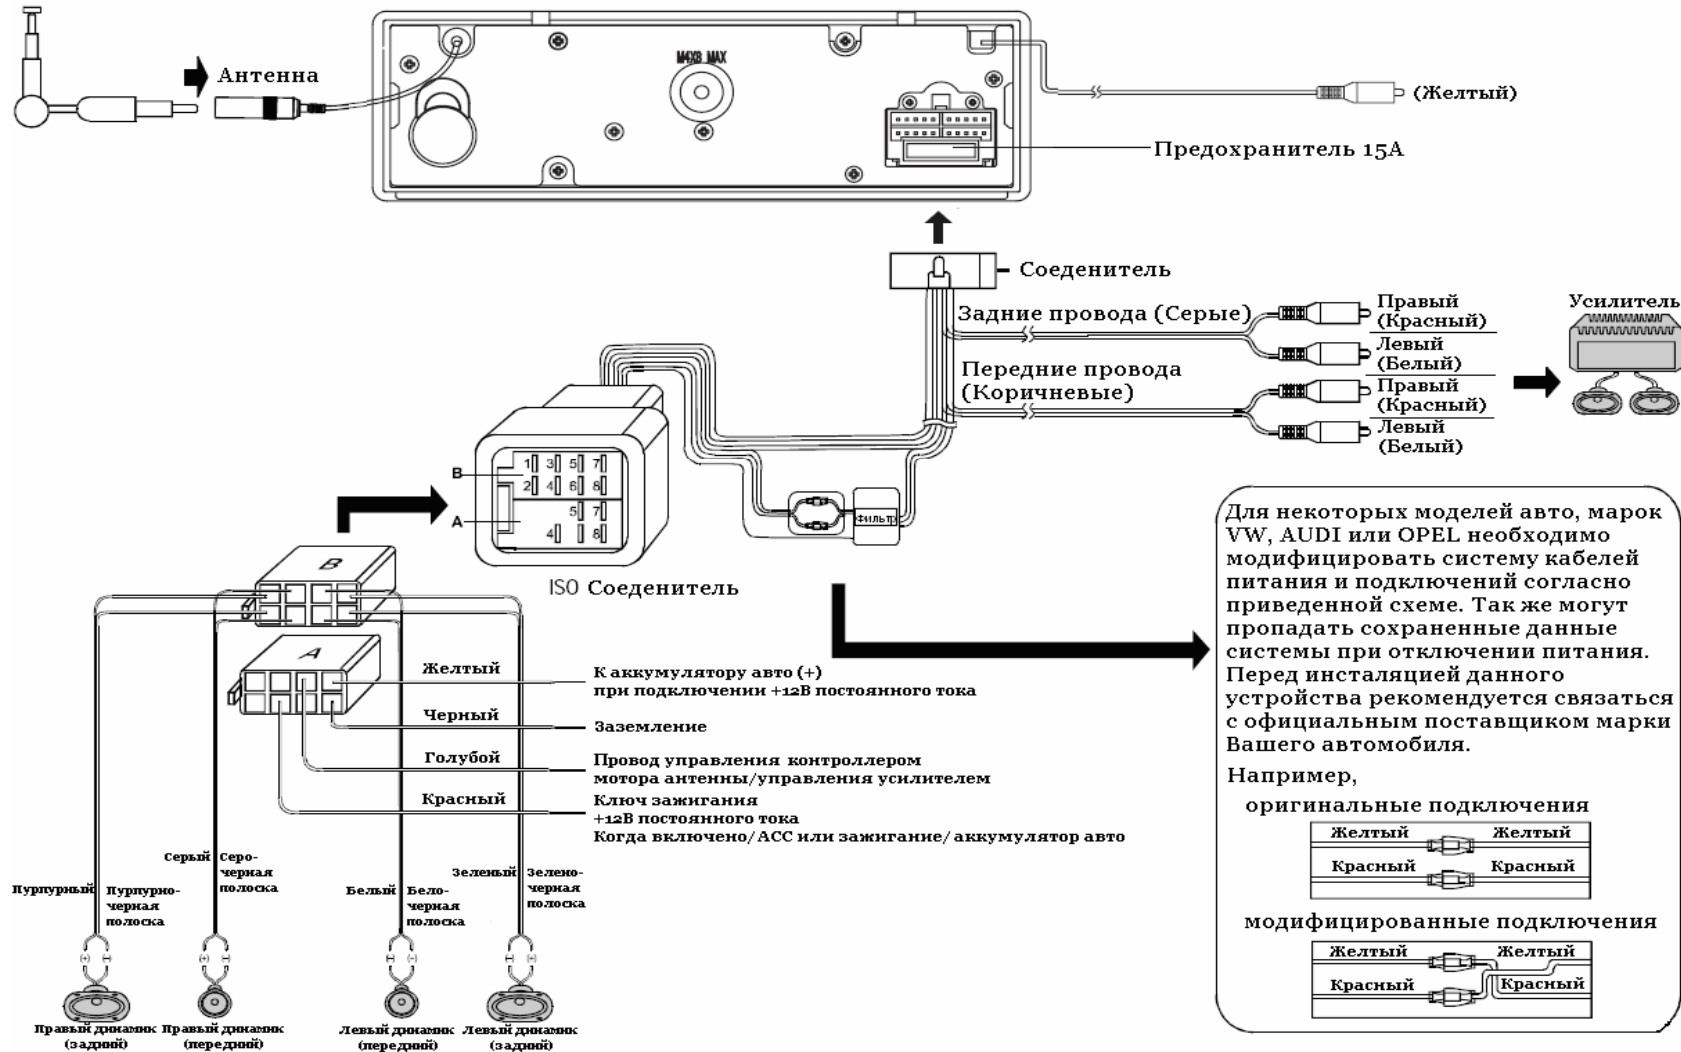 Антенна
M4X8 MAX
(Желтый)
Предохранитель 15А
Соеденитель
Задние провода (Серые)
Правый
(Красный)
Левый
(Белый)
Передние провода
(Коричневые)
Правый
(Красный)
Левый
(Белый)
Усилитель
B
1 3 5 7
2 4 6 8
A
5 7
4 6 8
Фильтр
ISO Соеденитель
B
A
Желтый
К аккумулятору авто (+)
при подключении +12В постоянного тока
Черный
Заземление
Голубой
Провод управления контроллером
мотора антенны/управления усилителем
Красный
Ключ зажигания
+12В постоянного тока
Когда включено/ АСС или зажигание/ аккумулятор авто
Пурпурный
Пурпурно-
черная
полоска
Серый
Серо-
черная
полоска
Белый
Бело-
черная
полоска
Зеленый
Зелено-
черная
полоска
(+) (-)
(+) (-)
(-) (-)
(-) (-)
Правый динамик
(задний)
Правый динамик
(передний)
Левый динамик
(передний)
Левый динамик
(задний)
Для некоторых моделей авто, марок
VW, AUDI или OPEL необходимо
модифицировать систему кабелей
питания и подключений согласно
приведенной схеме. Так же могут
пропадать сохраненные данные
системы при отключении питания.
Перед инсталяцией данного
устройства рекомендуется связаться
с официальным поставщиком марки
Вашего автомобиля.
Например,
оригинальные подключения
Желтый Желтый
Красный Красный
модифицированные подключения
Желтый Желтый
Красный Красный